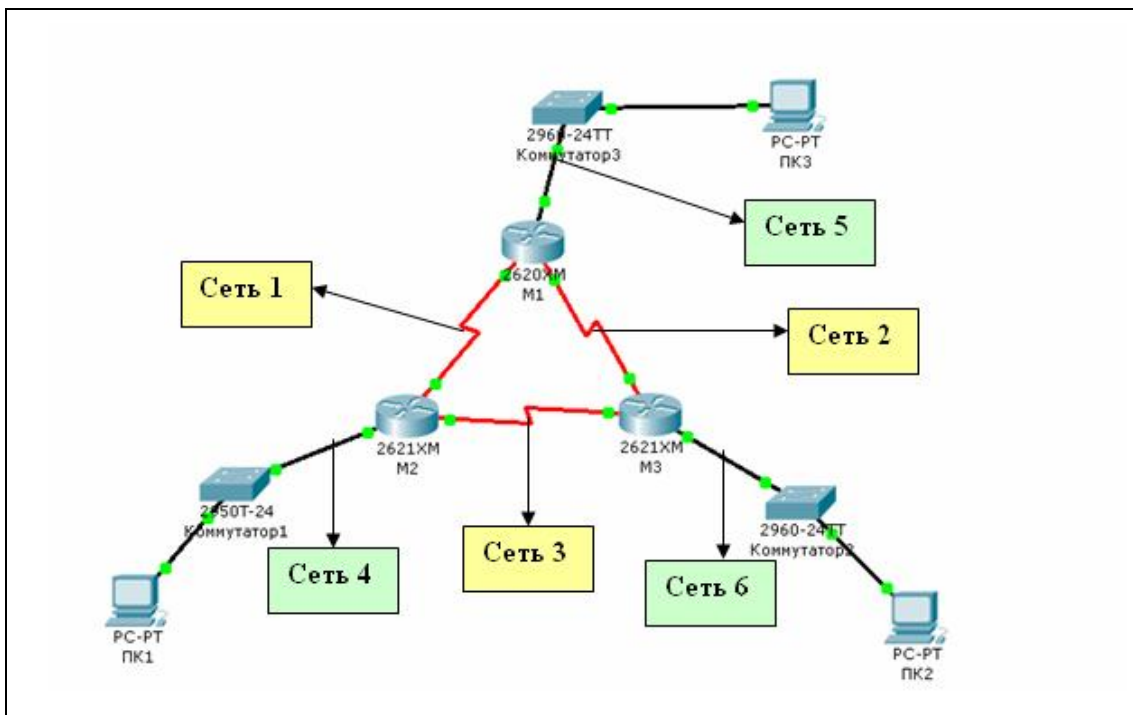 2960-24TT
Коммутатор3
PC-PT
ПК3
Сеть 5
2620XM
M1
Сеть 1
Сеть 2
2621XM
M2
2621XM
M3
2950T-24
Коммутатор1
2960-24TT
Коммутатор2
Сеть 3
Сеть 4
Сеть 6
PC-PT
ПК1
PC-PT
ПК2